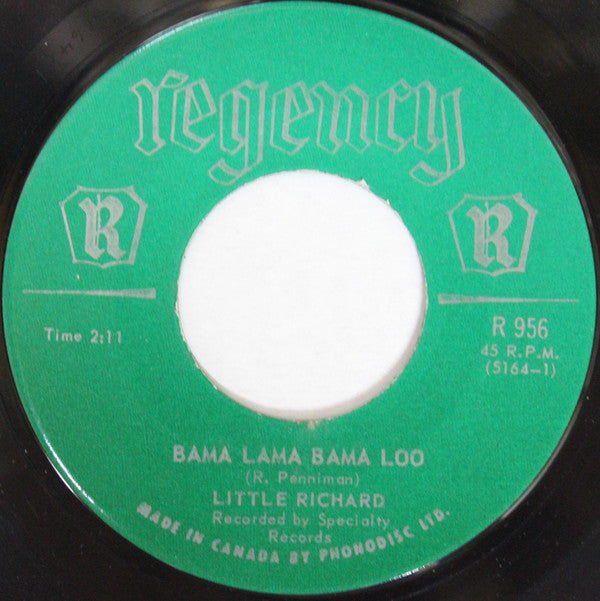 regency
R R
Time 2:11
R 956
45 R.P.M.
(5164-1)
BAMA LAMA BAMA LOO
(R. Penniman)
LITTLE RICHARD
Recorded by Specialty
Records
MADE IN CANADA BY PHONODISC LTD.